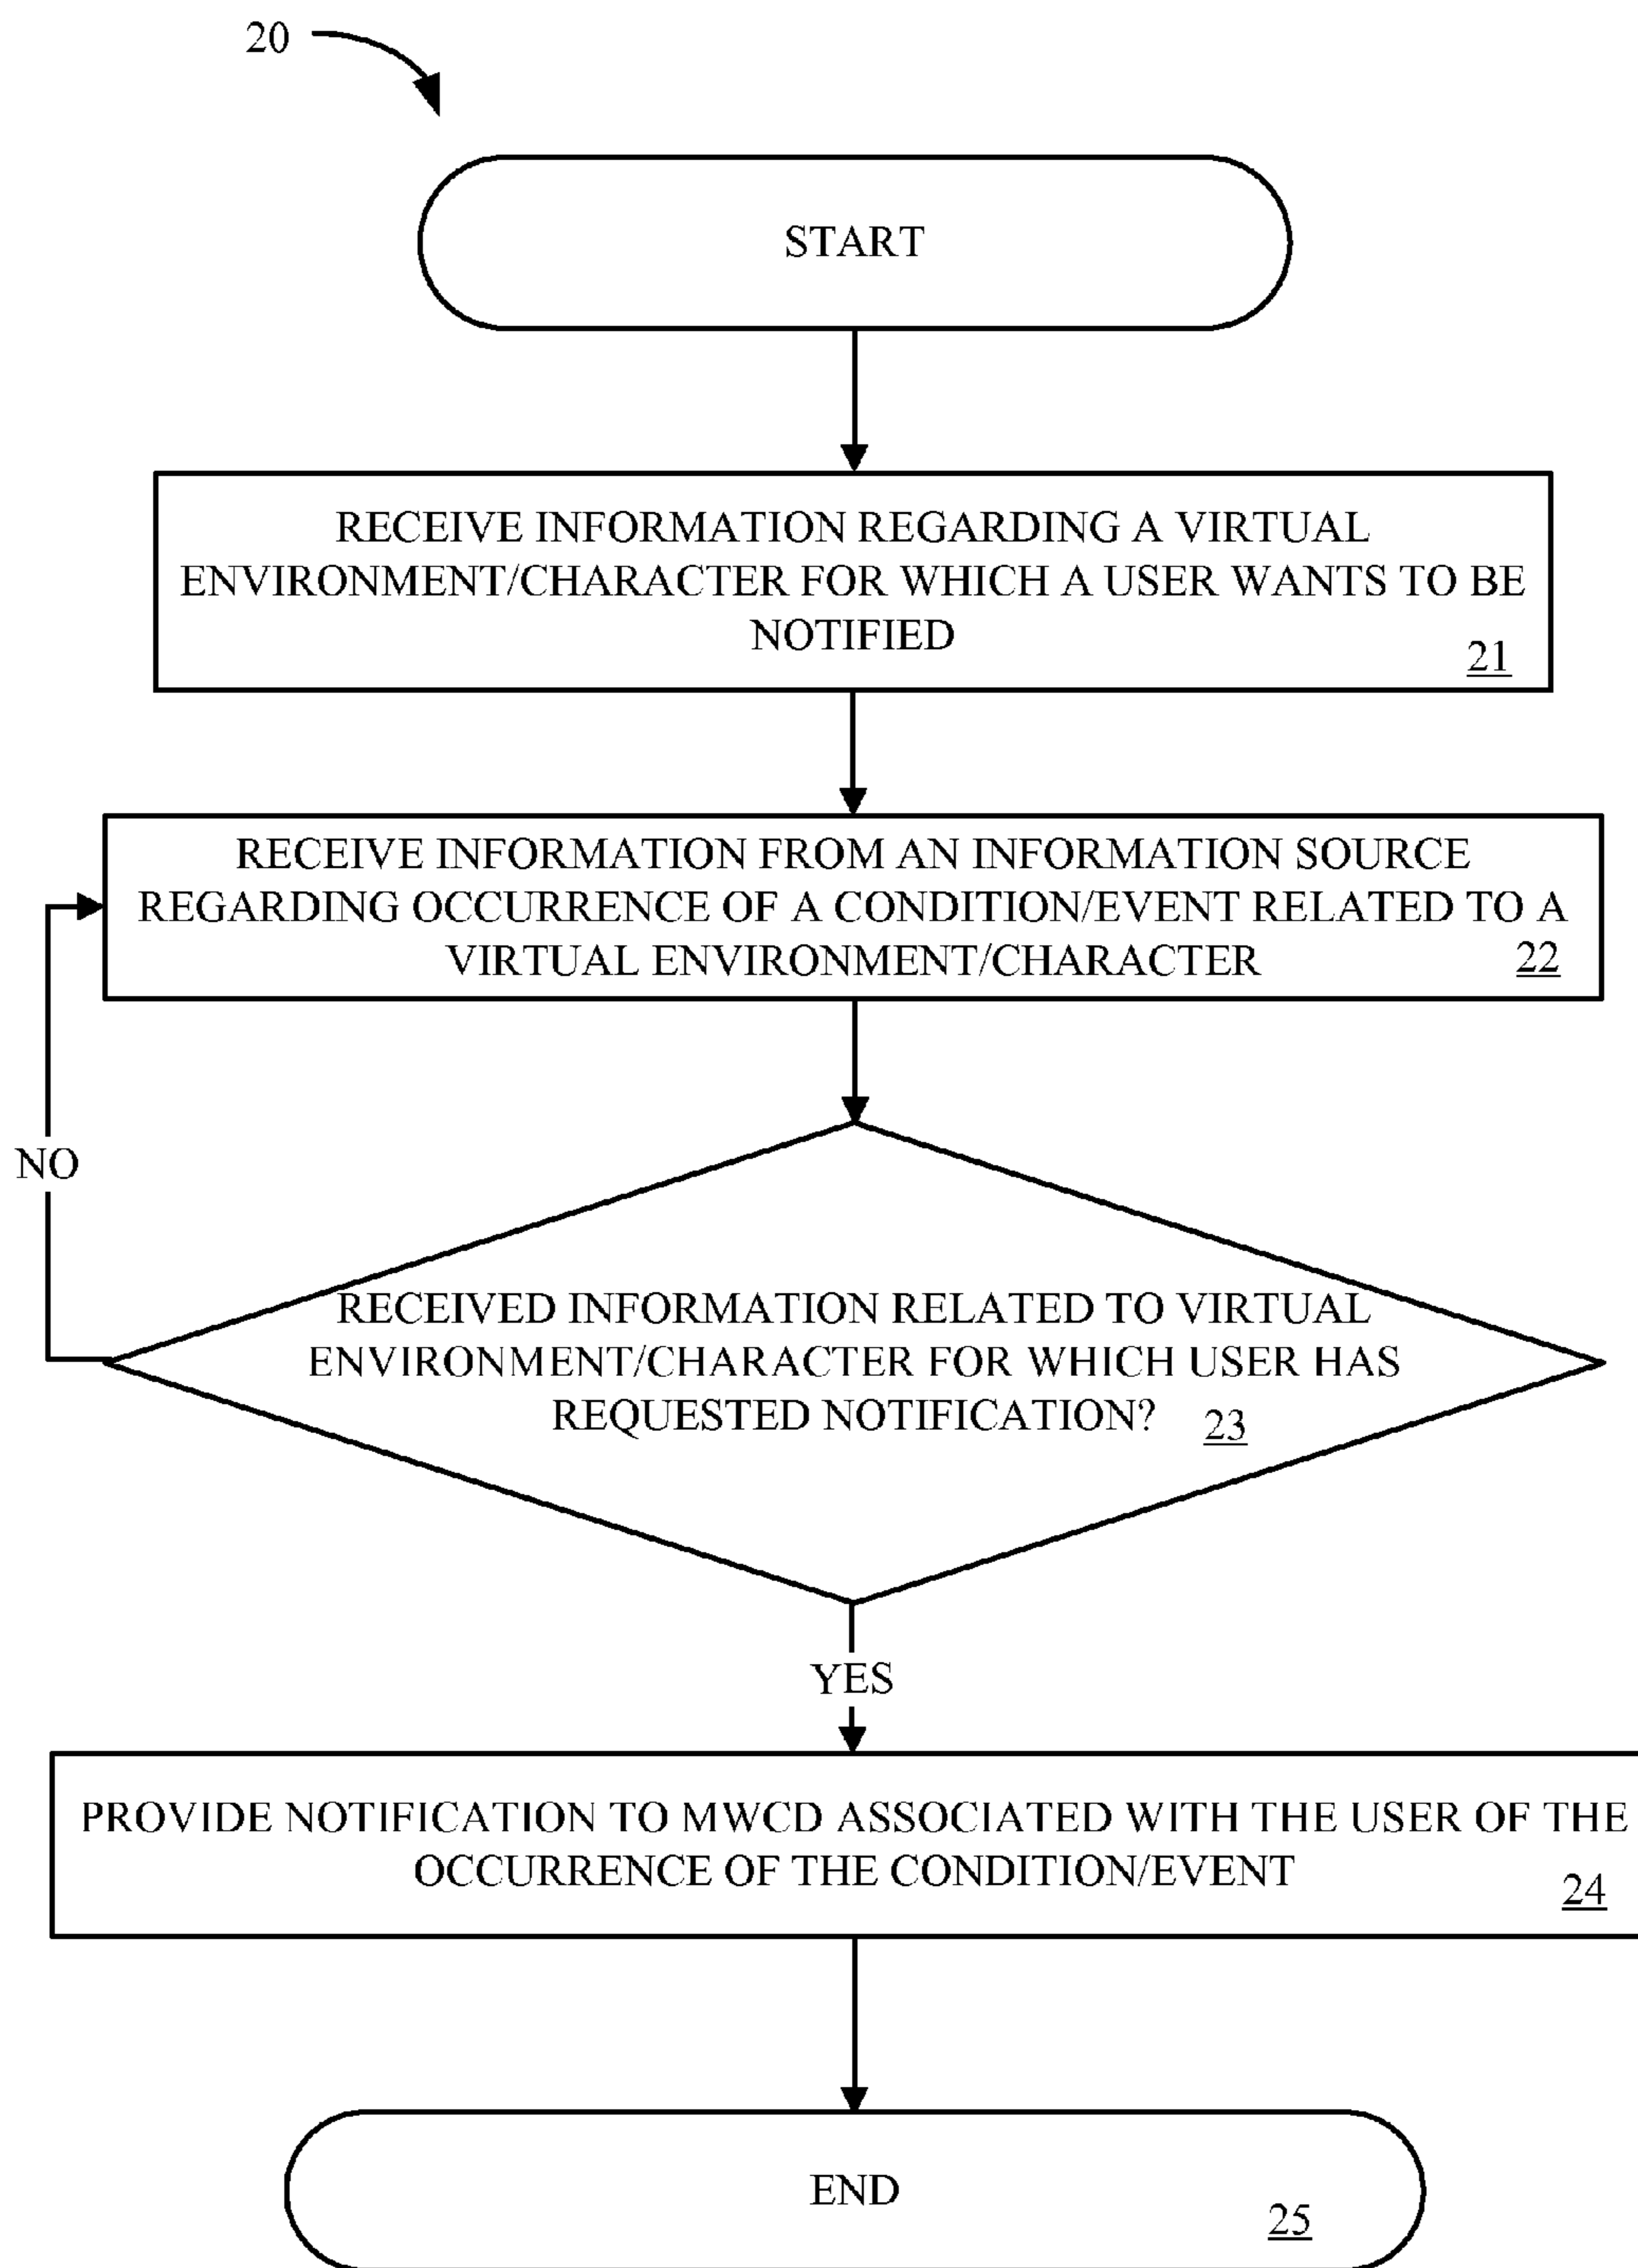 20
START
RECEIVE INFORMATION REGARDING A VIRTUAL
ENVIRONMENT/CHARACTER FOR WHICH A USER WANTS TO BE
NOTIFIED
21
RECEIVE INFORMATION FROM AN INFORMATION SOURCE
REGARDING OCCURRENCE OF A CONDITION/EVENT RELATED TO A
VIRTUAL ENVIRONMENT/CHARACTER
22
NO
RECEIVED INFORMATION RELATED TO VIRTUAL
ENVIRONMENT/CHARACTER FOR WHICH USER HAS
REQUESTED NOTIFICATION?
23
YES
PROVIDE NOTIFICATION TO MWCD ASSOCIATED WITH THE USER OF THE
OCCURRENCE OF THE CONDITION/EVENT
24
END
25